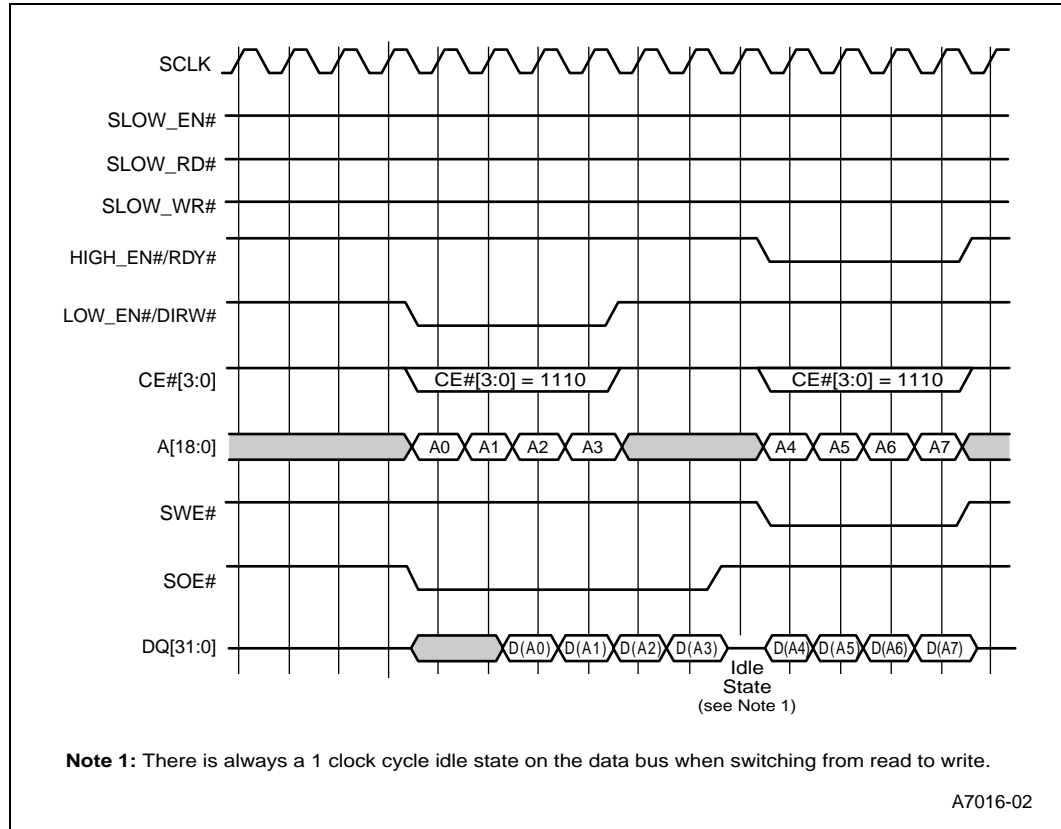 SCLK
SLOW_EN#
SLOW_RD#
SLOW_WR#
HIGH_EN#/RDY#
LOW_EN#/DIRW#
CE#[3:0]
CE#[3:0] = 1110
CE#[3:0] = 1110
A[18:0]
A0
A1
A2
A3
A4
A5
A6
A7
SWE#
SOE#
DQ[31:0]
D(A0)
D(A1)
D(A2)
D(A3)
D(A4)
D(A5)
D(A6)
D(A7)
Idle
State
(see Note 1)
Note 1: There is always a 1 clock cycle idle state on the data bus when switching from read to write.
A7016-02